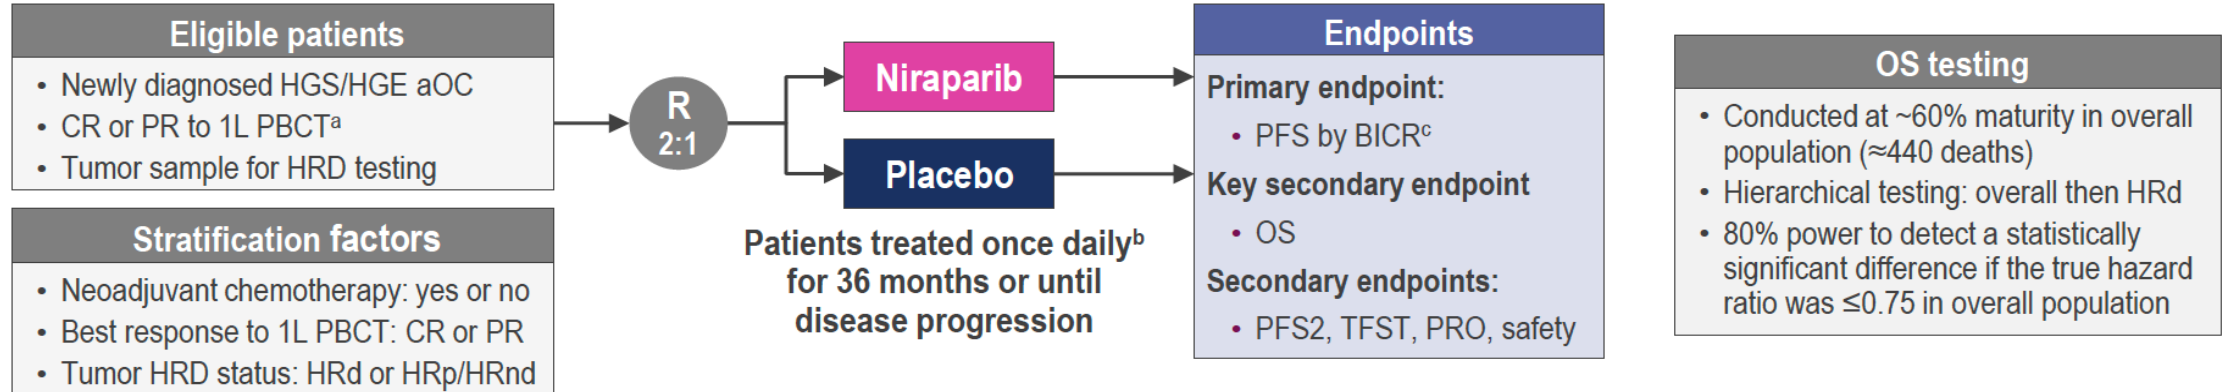 Eligible patients
• Newly diagnosed HGS/HGE aOC
• CR or PR to 1L PBCTᵃ
• Tumor sample for HRD testing
Stratification factors
• Neoadjuvant chemotherapy: yes or no
• Best response to 1L PBCT: CR or PR
• Tumor HRD status: HRd or HRp/HRnd
R
2:1
Niraparib
Placebo
Patients treated once dailyᵇ
for 36 months or until
disease progression
Endpoints
Primary endpoint:
• PFS by BICRᶜ
Key secondary endpoint
• OS
Secondary endpoints:
• PFS2, TFST, PRO, safety
OS testing
• Conducted at ~60% maturity in overall
population (≈440 deaths)
• Hierarchical testing: overall then HRd
• 80% power to detect a statistically
significant difference if the true hazard
ratio was ≤0.75 in overall population